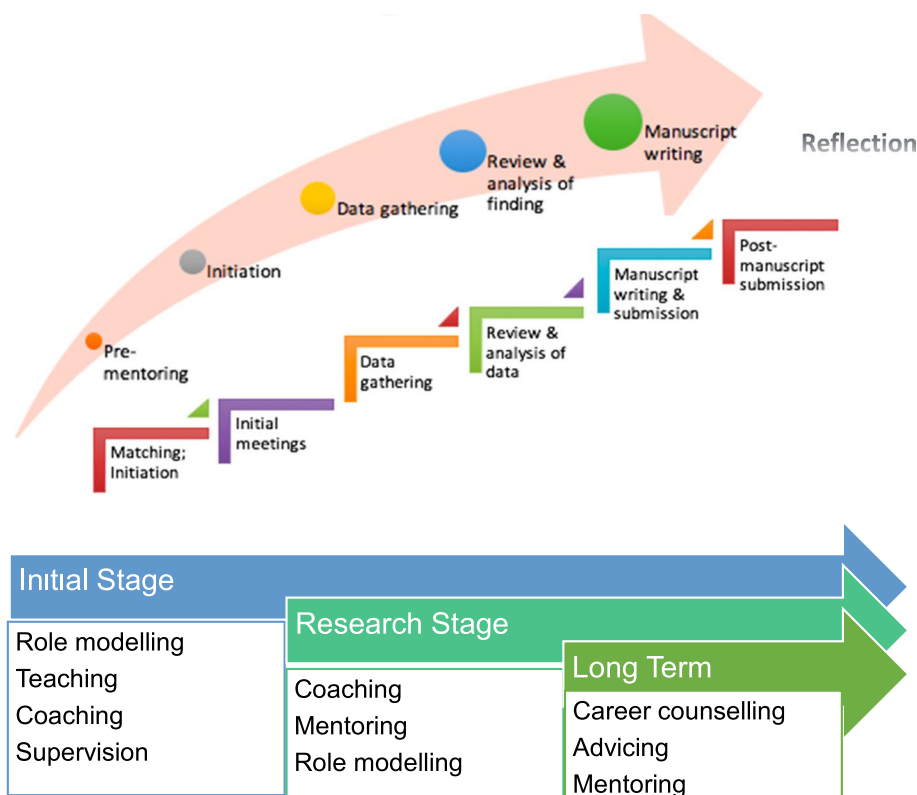 Reflection
Manuscript
writing
Review &
analysis of
finding
Data gathering
Initiation
Pre-
mentoring
Matching;
Initiation
Initial
meetings
Data
gathering
Review &
analysis of
data
Manuscript
writing &
submission
Post-
manuscript
submission
Initial Stage
Role modelling
Teaching
Coaching
Supervision
Research Stage
Coaching
Mentoring
Role modelling
Long Term
Career counselling
Advicing
Mentoring